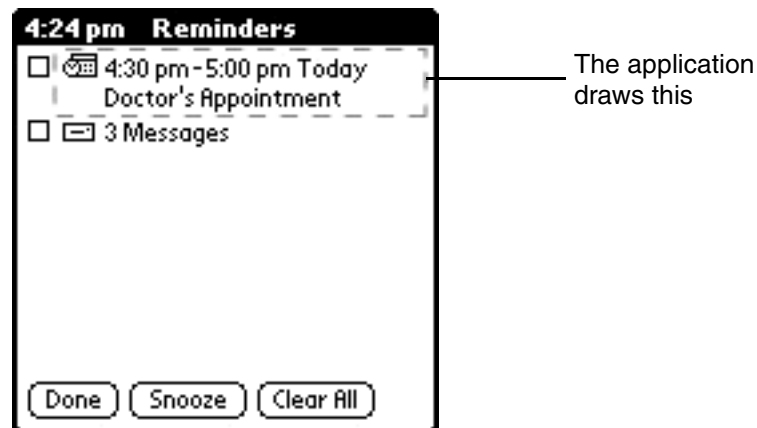 4:24 pm Reminders
4:30 pm-5:00 pm Today
Doctor's Appointment
3 Messages
Done Snooze Clear All
The application
draws this